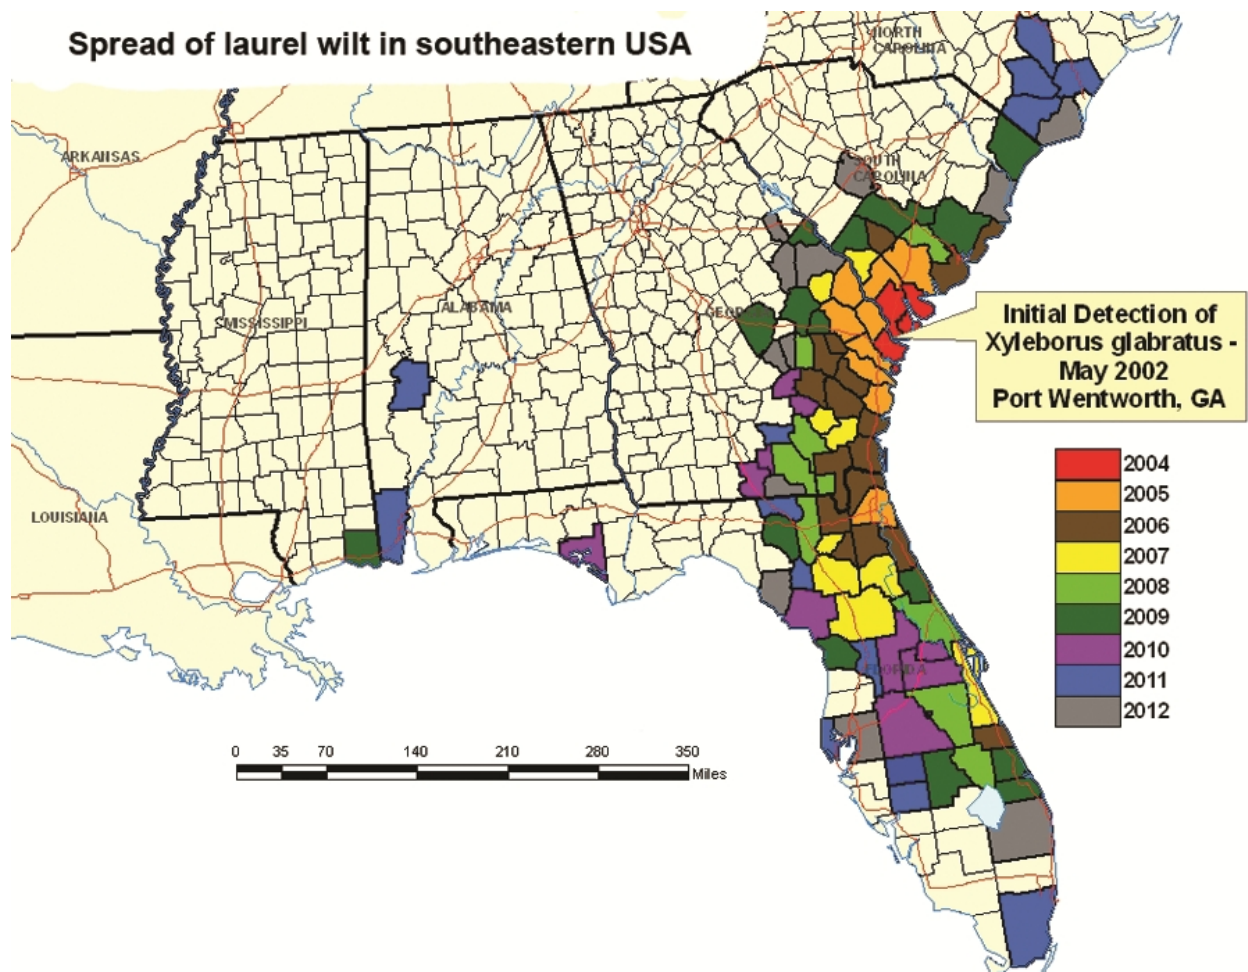 Spread of laurel wilt in southeastern USA
NORTH
CAROLINA
ARKANSAS
SOUTH
CAROLINA
MISSISSIPPI
ALABAMA
GEORGIA
Initial Detection of
Xyleborus glabratus -
May 2002
Port Wentworth, GA
LOUISIANA
FLORIDA
2004
2005
2006
2007
2008
2009
2010
2011
2012
0 35 70 140 210 280 350
Miles